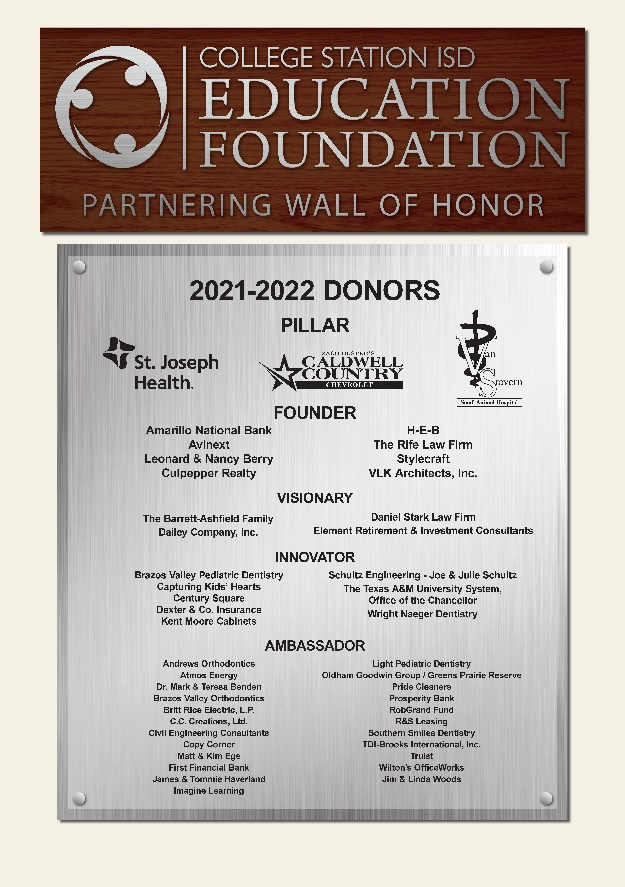 COLLEGE STATION ISD
EDUCATION
FOUNDATION
PARTNERING WALL OF HONOR
2021-2022 DONORS
PILLAR
St. Joseph
Health.
CALDWELL
COUNTRY
CHEVROLET
Van
Stavern
Small Animal Hospital
FOUNDER
Amarillo National Bank
Avinext
Leonard & Nancy Berry
Culpepper Realty
H-E-B
The Rife Law Firm
Stylecraft
VLK Architects, Inc.
VISIONARY
The Barrett-Ashfield Family
Dailey Company, Inc.
Daniel Stark Law Firm
Element Retirement & Investment Consultants
INNOVATOR
Brazos Valley Pediatric Dentistry
Capturing Kids' Hearts
Century Square
Dexter & Co. Insurance
Kent Moore Cabinets
Schultz Engineering - Joe & Julie Schultz
The Texas A&M University System,
Office of the Chancellor
Wright Naeger Dentistry
AMBASSADOR
Andrews Orthodontics
Atmos Energy
Dr. Mark & Teresa Benden
Brazos Valley Orthodontics
Britt Rice Electric, L.P.
C.C. Creations, Ltd.
Civil Engineering Consultants
Copy Corner
Matt & Kim Ege
First Financial Bank
James & Tommie Haverland
Imagine Learning
Light Pediatric Dentistry
Oldham Goodwin Group / Greens Prairie Reserve
Pride Cleaners
Prosperity Bank
RobGrand Fund
R&S Leasing
Southern Smiles Dentistry
TDI-Brooks International, Inc.
Truist
Wilton's OfficeWorks
Jim & Linda Woods